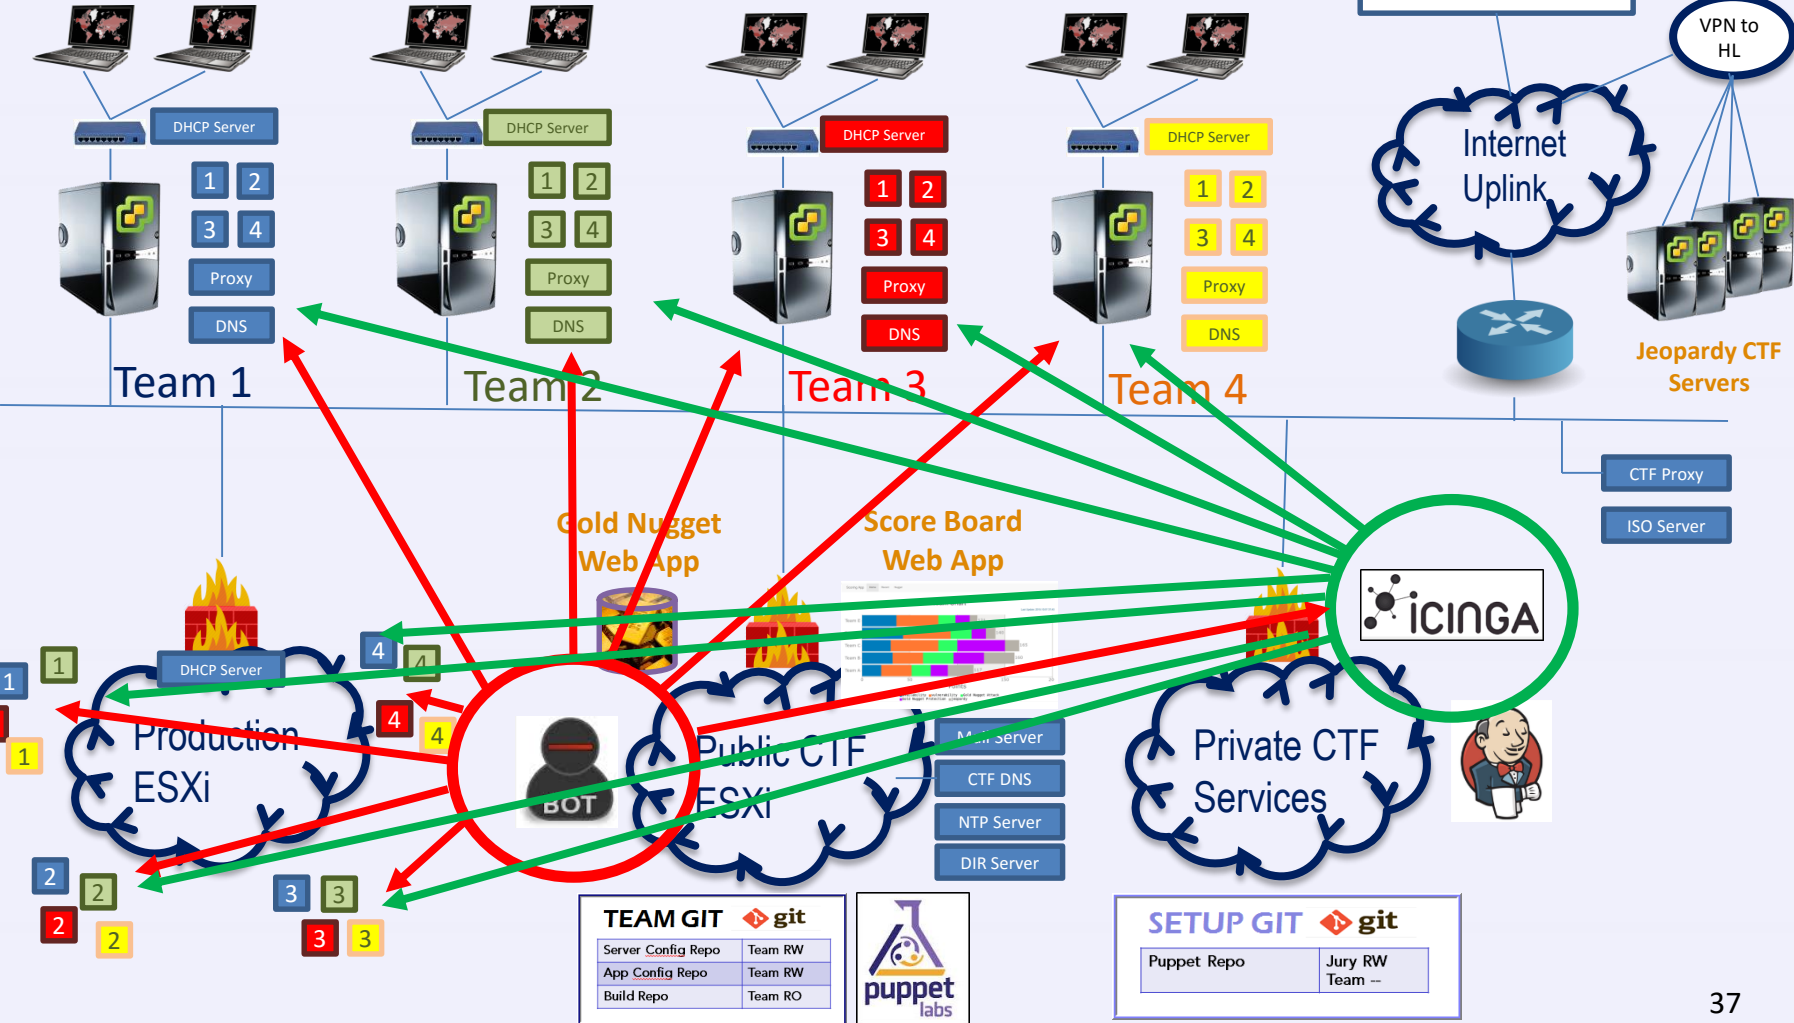 VPN to
HL
DHCP Server
DHCP Server
DHCP Server
DHCP Server
Internet
Uplink
1 2
3 4
Proxy
DNS
1 2
3 4
Proxy
DNS
1 2
3 4
Proxy
DNS
1 2
3 4
Proxy
DNS
Team 1
Team 2
Team 3
Team 4
Jeopardy CTF
Servers
CTF Proxy
ISO Server
Gold Nugget
Web App
Score Board
Web App
ICINGA
DHCP Server
1
1
1
4
4
4
4
Production
ESXi
BOT
Public CTF
ESXi
Mail Server
CTF DNS
NTP Server
DIR Server
Private CTF
Services
2
2
2
2
3
3
3
3
TEAM GIT git
Server Config Repo Team RW
App Config Repo Team RW
Build Repo Team RO
puppet
labs
SETUP GIT git
Puppet Repo Jury RW
Team --
37